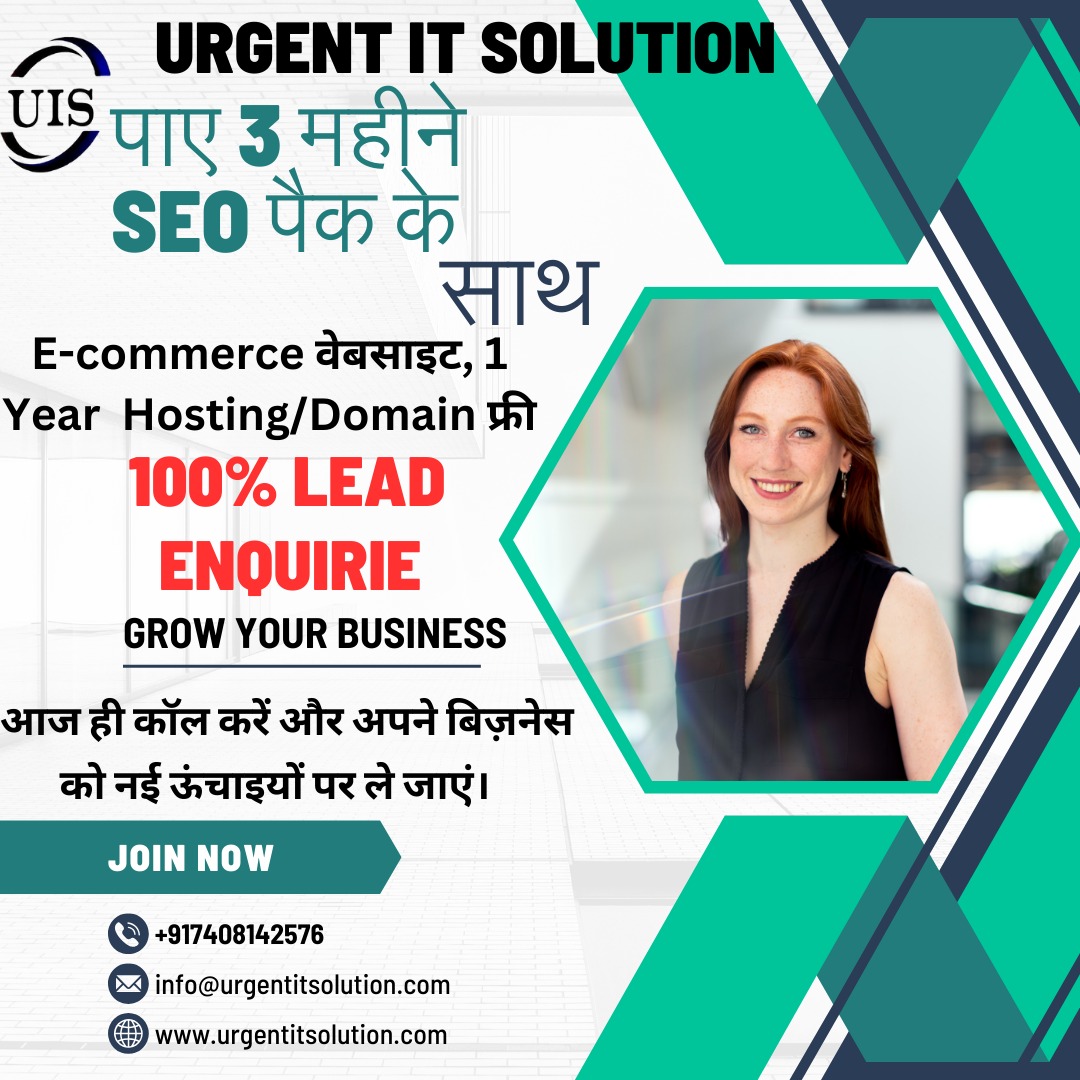 URGENT IT SOLUTION
UIS
पाए 3 महीने
SEO पैक के
साथ
E-commerce वेबसाइट, 1
Year Hosting/Domain फ्री
100% LEAD
ENQUIRIE
GROW YOUR BUSINESS
आज ही कॉल करें और अपने बिज़नेस
को नई ऊंचाइयों पर ले जाएं।
JOIN NOW
+917408142576
info@urgentitsolution.com
www.urgentitsolution.com